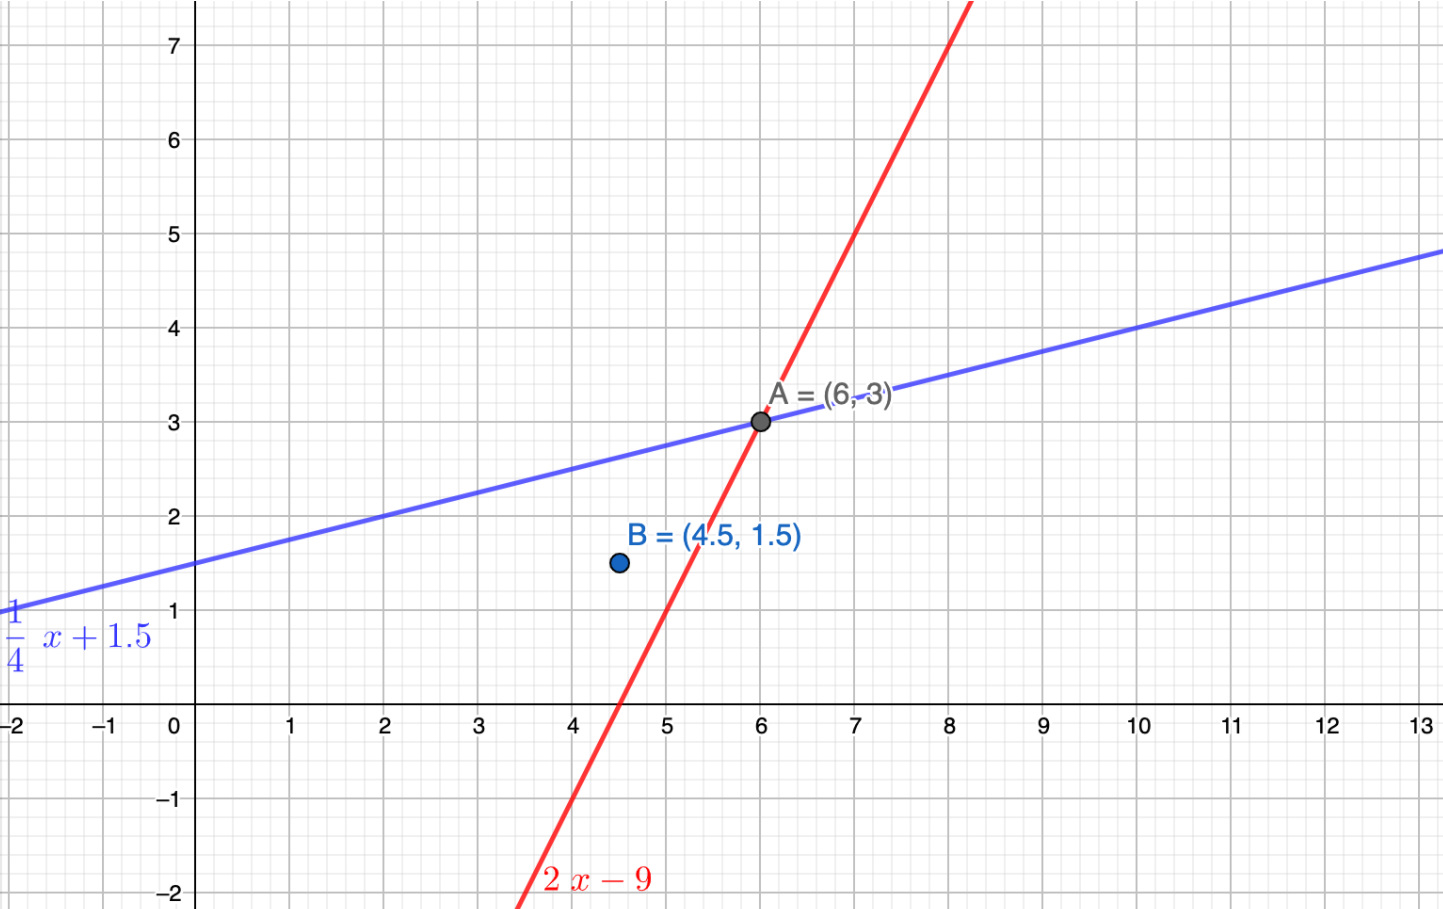 7
6
5
4
A = (6, 3)
3
2
B = (4.5, 1.5)
1
1/4 x + 1.5
–2 –1 0 1 2 3 4 5 6 7 8 9 10 11 12 13
–1
2 x − 9
–2